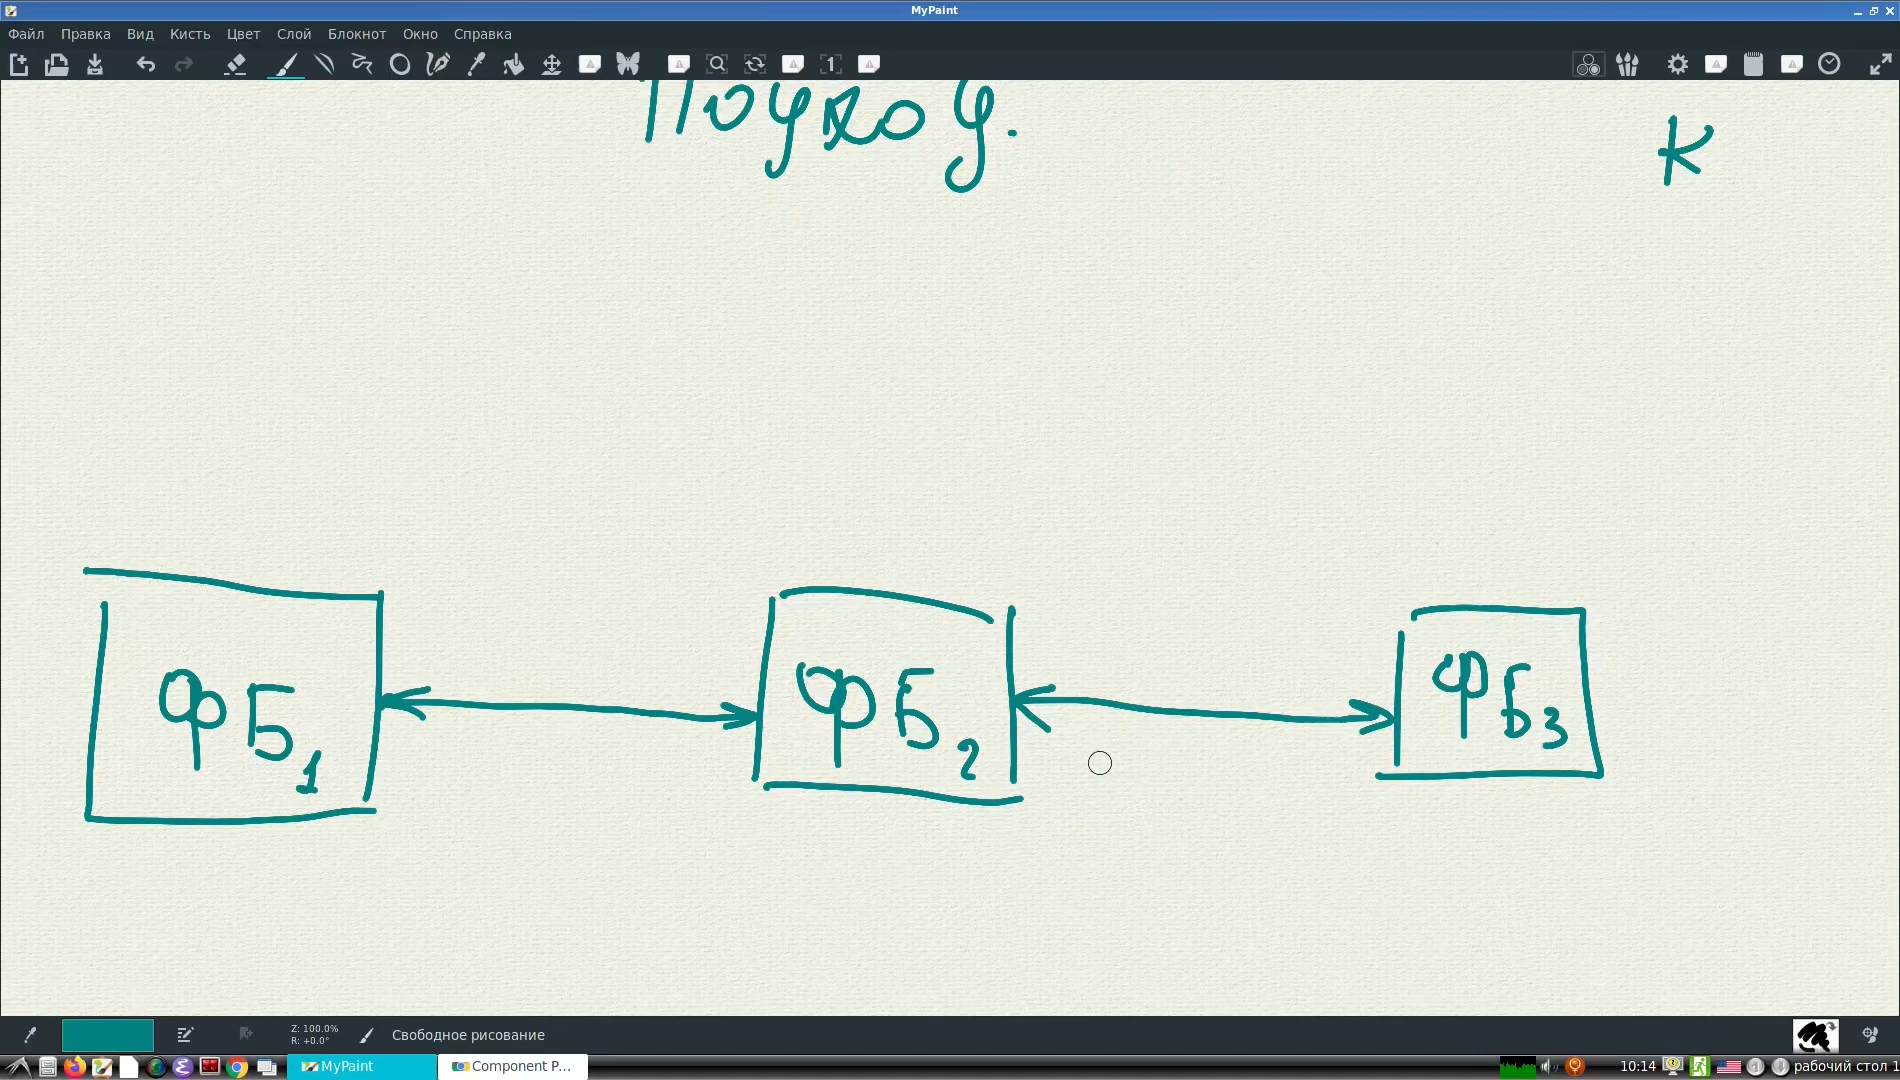 MyPaint
Файл Правка Вид Кисть Цвет Слой Блокнот Окно Справка
К
ФБ1 ФБ2 ФБ3
Z: 100.0%
R: +0.0°
Свободное рисование
MyPaint Component P... 10:14 рабочий стол 1